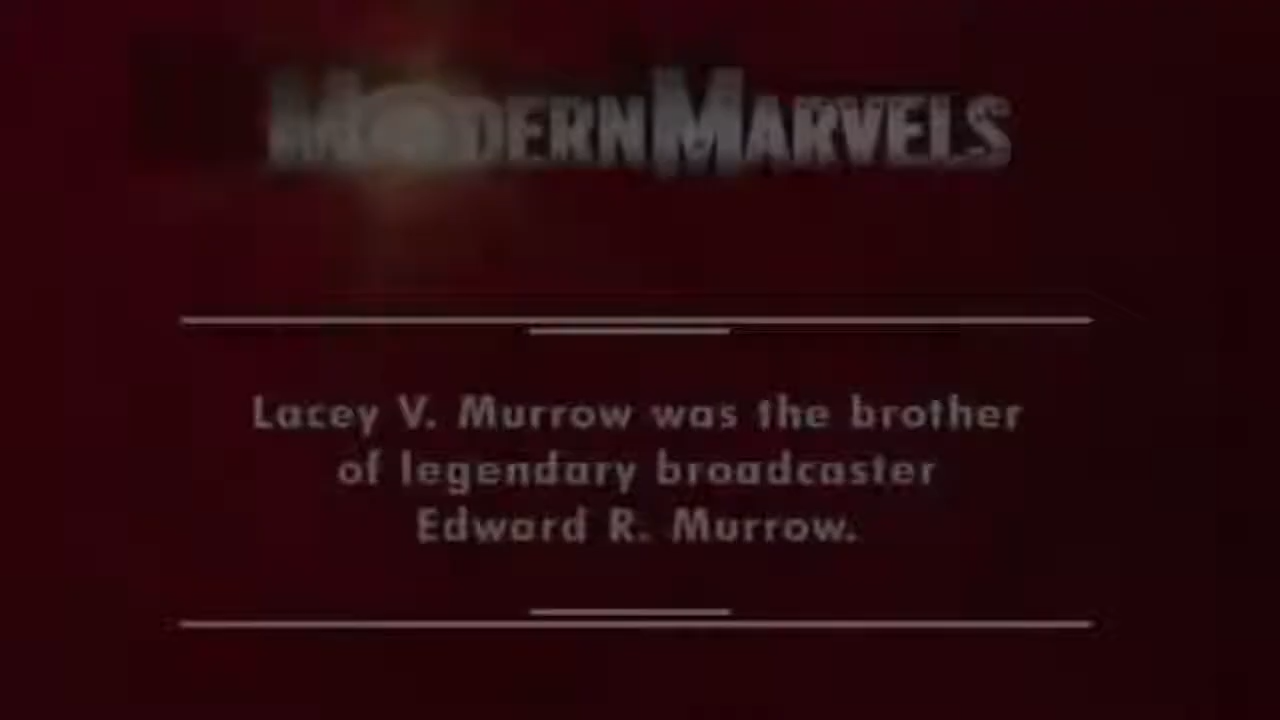 MODERN MARVELS
Lacey V. Murrow was the brother
of legendary broadcaster
Edward R. Murrow.